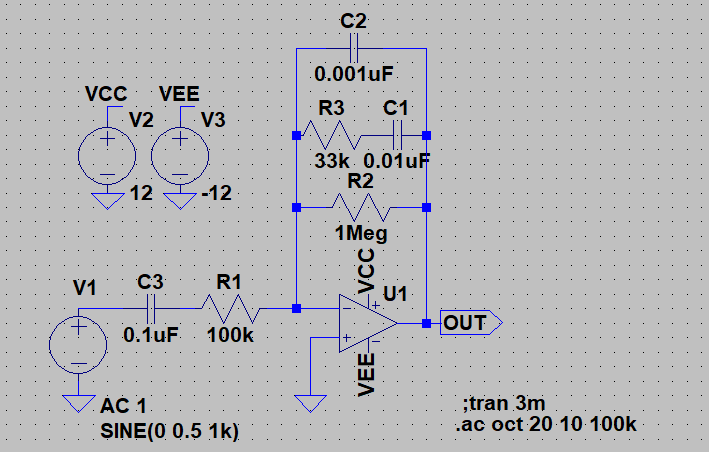 C2
0.001uF
R3 C1
33k 0.01uF
R2
1Meg
VCC VEE
V2 V3
12 -12
V1 C3 R1
0.1uF 100k
VCC
U1
OUT
VEE
AC 1
SINE(0 0.5 1k)
;tran 3m
.ac oct 20 10 100k